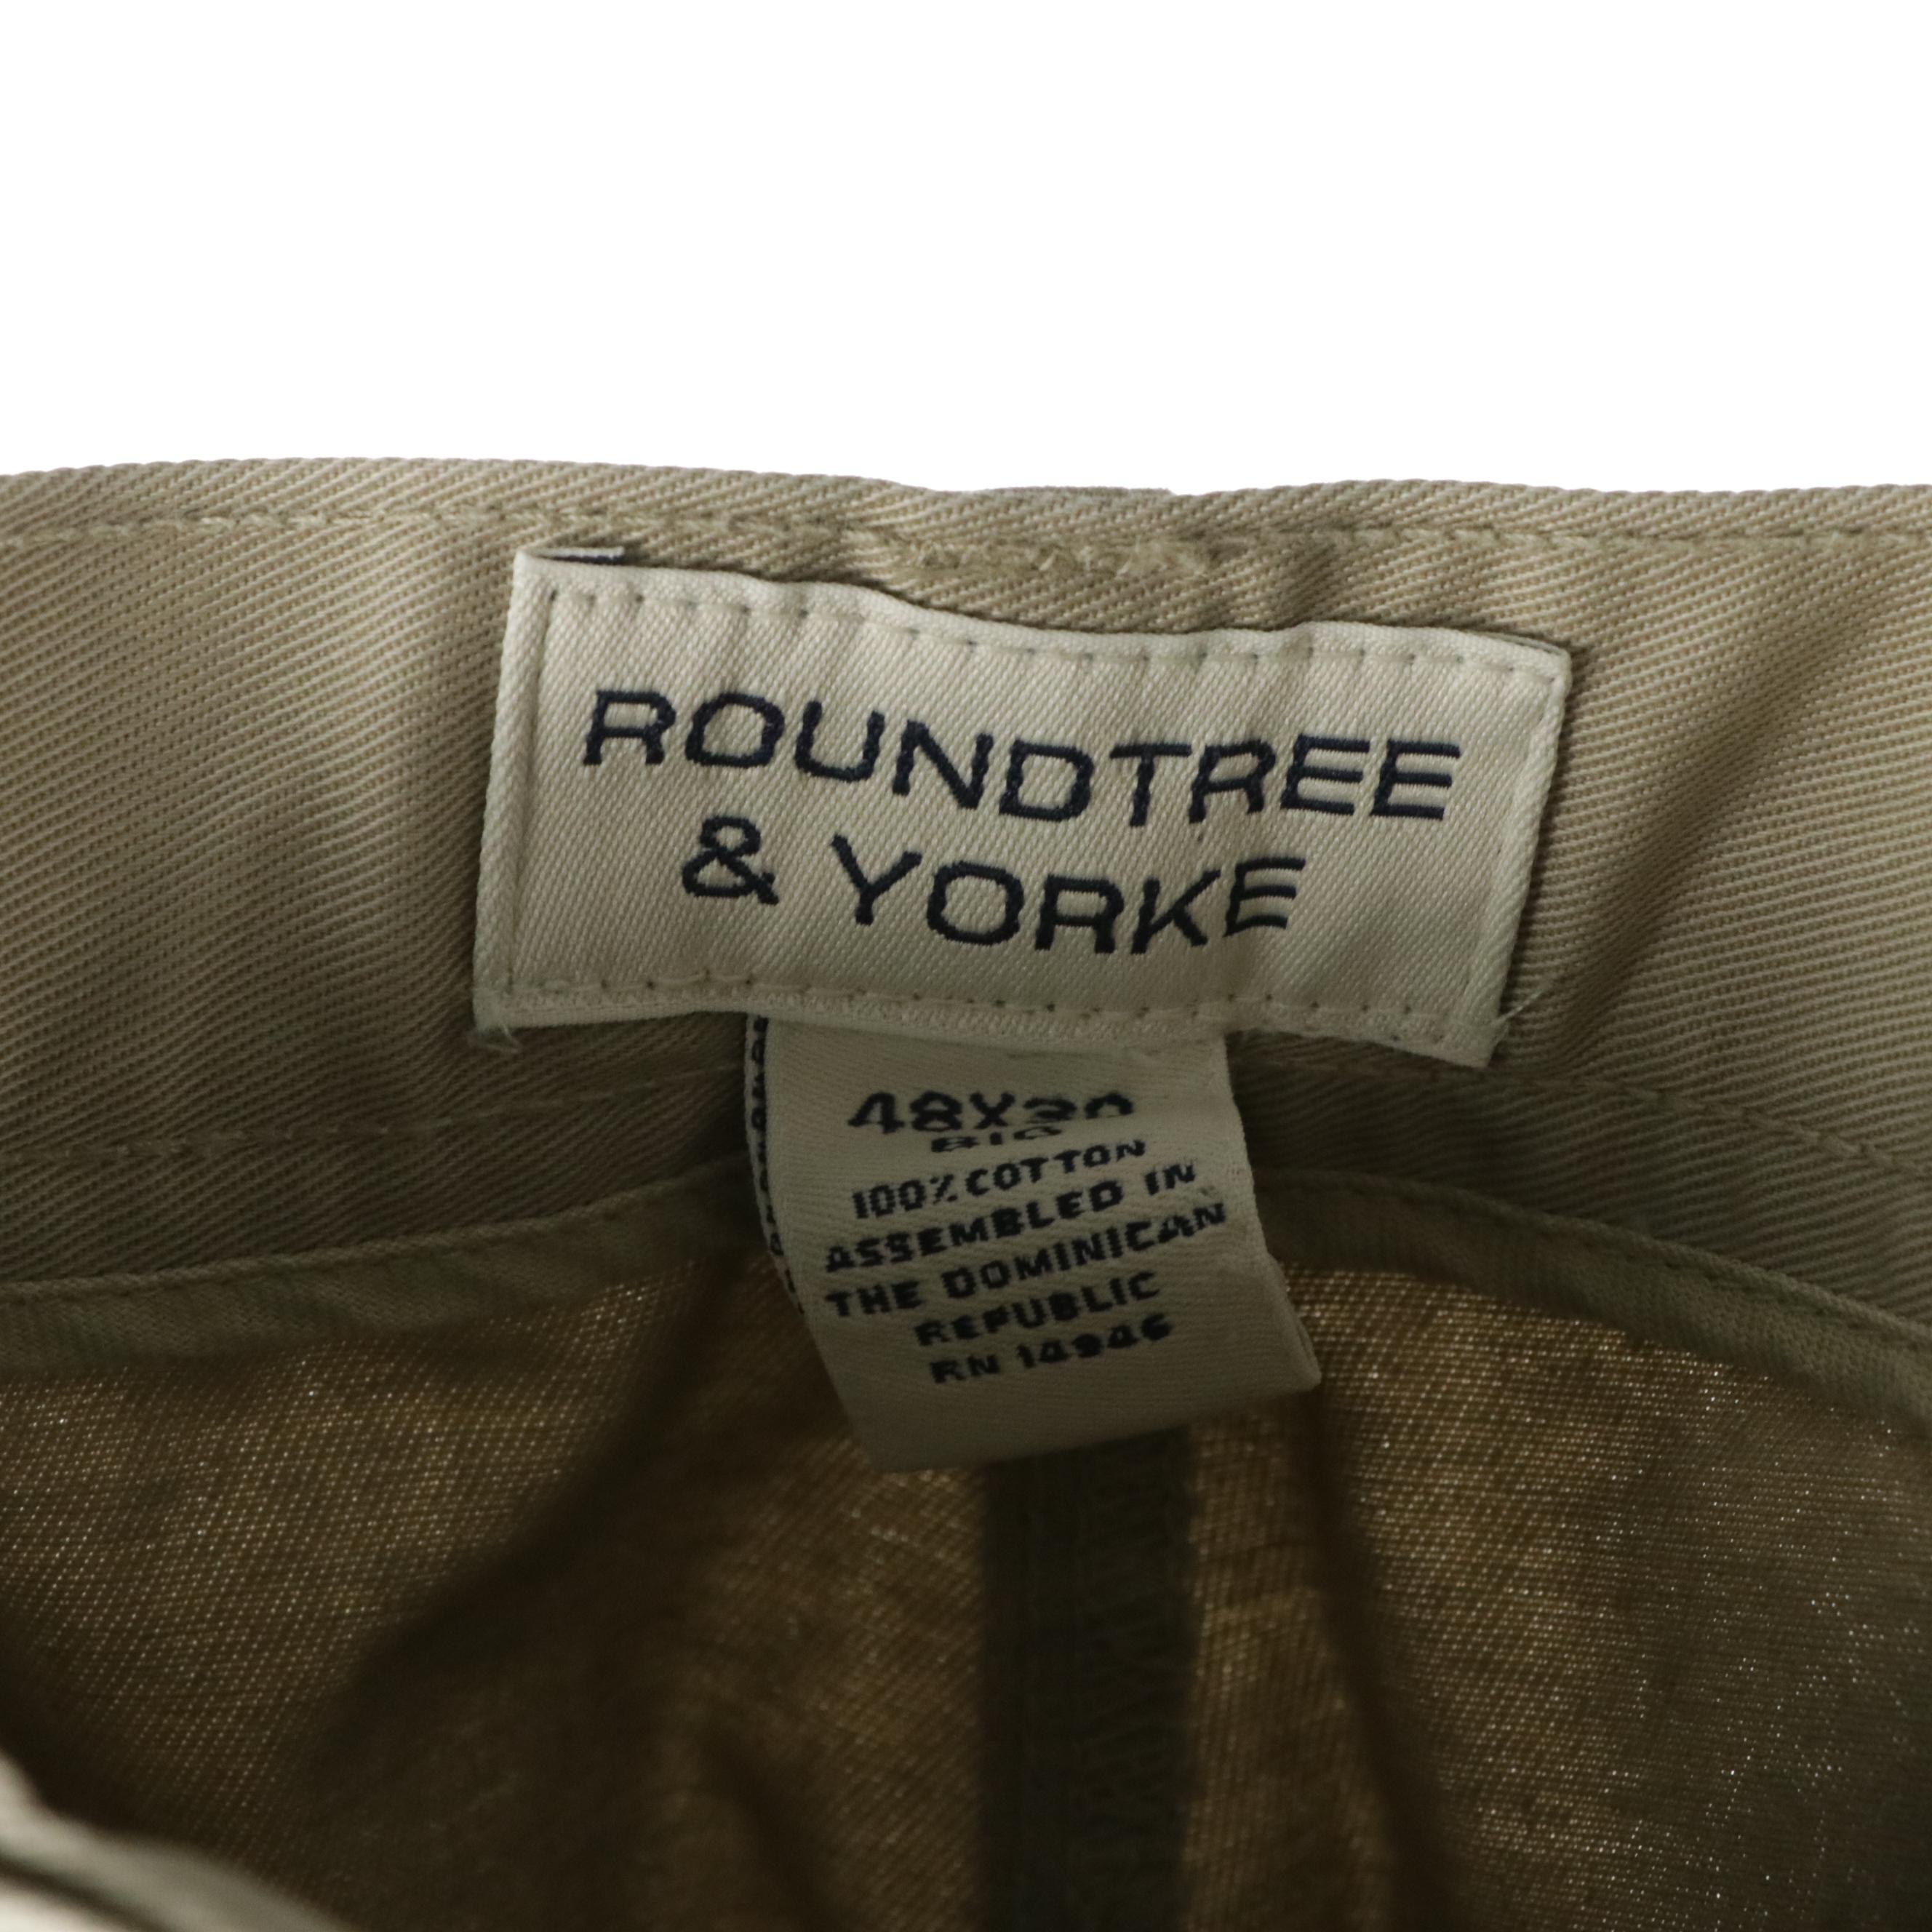 ROUNDTREE
& YORKE
48X30
BIG
100% COTTON
ASSEMBLED IN
THE DOMINICAN
REPUBLIC
RN 14946